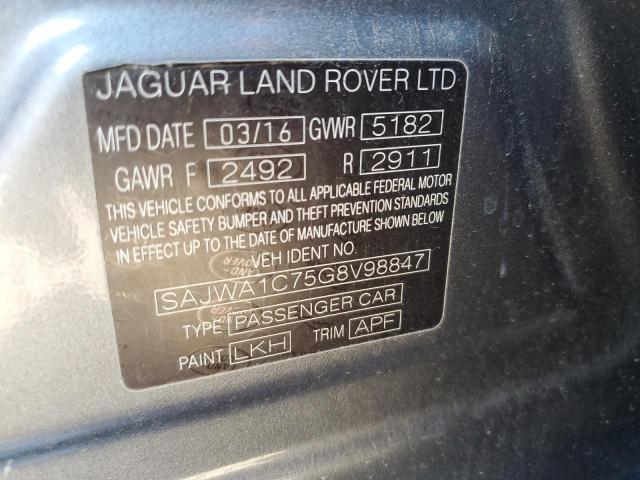 JAGUAR LAND ROVER LTD
MFD DATE 03/16 GVWR 5182
GAWR F 2492 R 2911
THIS VEHICLE CONFORMS TO ALL APPLICABLE FEDERAL MOTOR
VEHICLE SAFETY BUMPER AND THEFT PREVENTION STANDARDS
IN EFFECT UP TO THE DATE OF MANUFACTURE SHOWN BELOW
VEH IDENT NO.
SAJWA1C75G8V98847
TYPE PASSENGER CAR
PAINT LKH TRIM APF